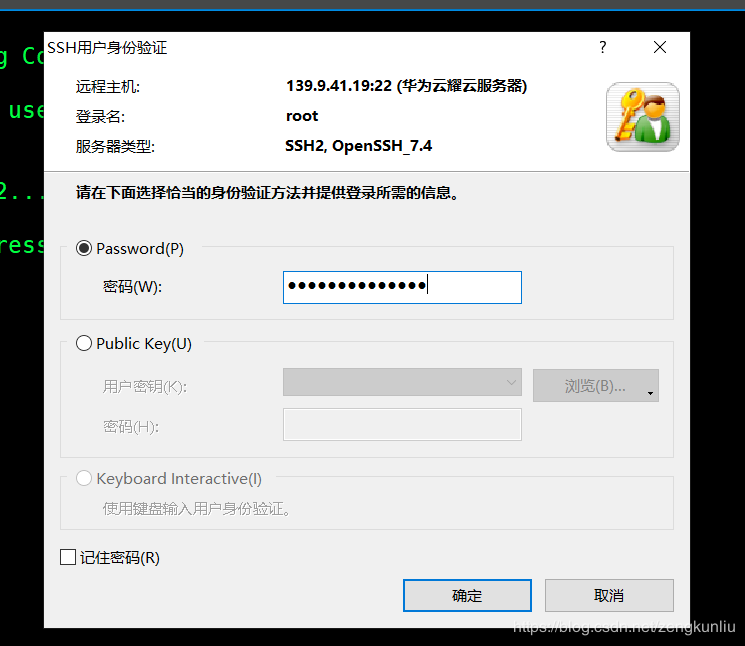 SSH用户身份验证
?
远程主机: 139.9.41.19:22 (华为云耀云服务器)
登录名: root
服务器类型: SSH2, OpenSSH_7.4
g Co
use
2...
ress
请在下面选择恰当的身份验证方法并提供登录所需的信息。
Password(P)
密码(W): ●●●●●●●●●●●●●●
Public Key(U)
用户密钥(K): 浏览(B)...
密码(H):
Keyboard Interactive(I)
使用键盘输入用户身份验证。
记住密码(R)
确定 取消
https://blog.csdn.net/zengkunliu